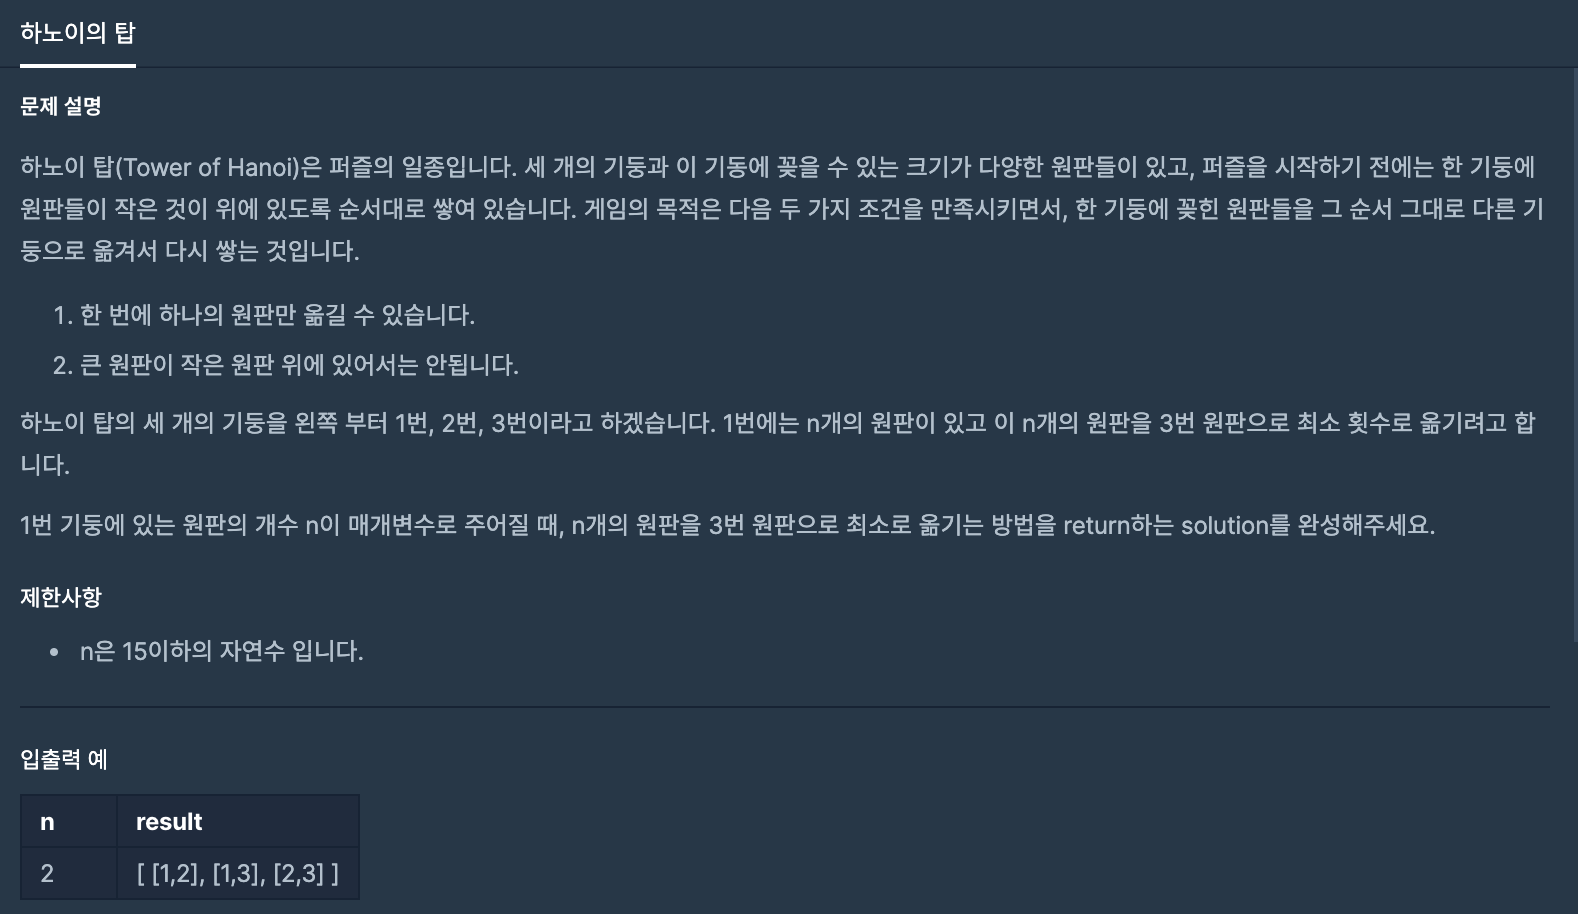 하노이의 탑
문제 설명
하노이 탑(Tower of Hanoi)은 퍼즐의 일종입니다. 세 개의 기둥과 이 기동에 꽂을 수 있는 크기가 다양한 원판들이 있고, 퍼즐을 시작하기 전에는 한 기둥에
원판들이 작은 것이 위에 있도록 순서대로 쌓여 있습니다. 게임의 목적은 다음 두 가지 조건을 만족시키면서, 한 기둥에 꽂힌 원판들을 그 순서 그대로 다른 기
둥으로 옮겨서 다시 쌓는 것입니다.
1. 한 번에 하나의 원판만 옮길 수 있습니다.
2. 큰 원판이 작은 원판 위에 있어서는 안됩니다.
하노이 탑의 세 개의 기둥을 왼쪽 부터 1번, 2번, 3번이라고 하겠습니다. 1번에는 n개의 원판이 있고 이 n개의 원판을 3번 원판으로 최소 횟수로 옮기려고 합
니다.
1번 기둥에 있는 원판의 개수 n이 매개변수로 주어질 때, n개의 원판을 3번 원판으로 최소로 옮기는 방법을 return하는 solution를 완성해주세요.
제한사항
• n은 15이하의 자연수 입니다.
입출력 예
n result
2 [ [1,2], [1,3], [2,3] ]